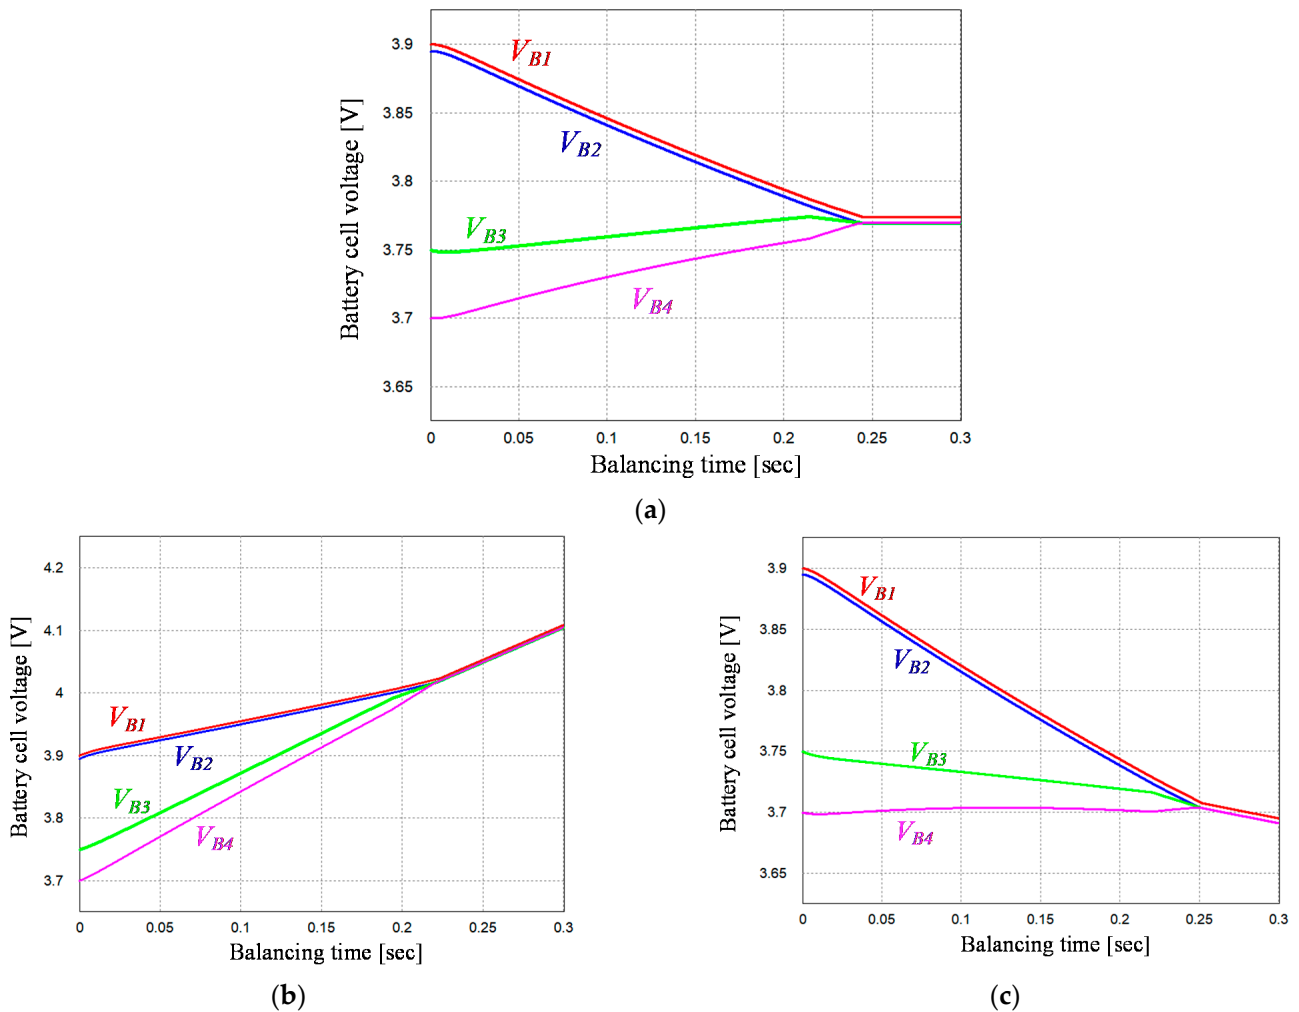 3.9
3.85
3.8
3.75
3.7
3.65
Battery cell voltage [V]
V_B1
V_B2
V_B3
V_B4
0 0.05 0.1 0.15 0.2 0.25 0.3
Balancing time [sec]
(a)
4.2
4.1
4
3.9
3.8
3.7
Battery cell voltage [V]
V_B1
V_B2
V_B3
V_B4
0 0.05 0.1 0.15 0.2 0.25 0.3
Balancing time [sec]
(b)
3.9
3.85
3.8
3.75
3.7
3.65
Battery cell voltage [V]
V_B1
V_B2
V_B3
V_B4
0 0.05 0.1 0.15 0.2 0.25 0.3
Balancing time [sec]
(c)